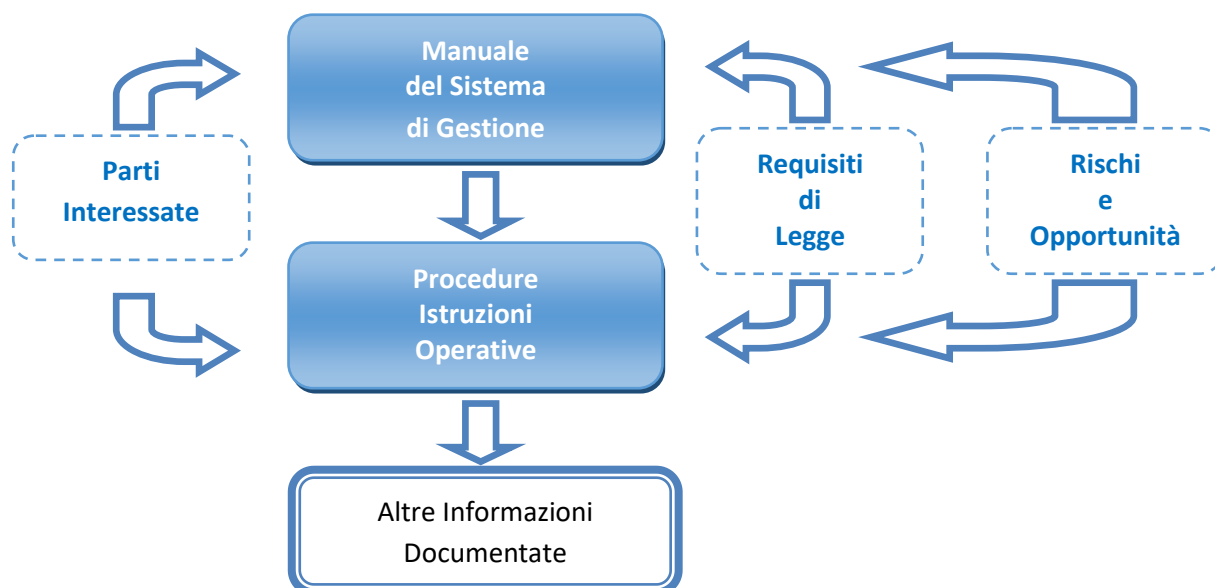 Manuale
del Sistema
di Gestione
Parti
Interessate
Requisiti
di
Legge
Rischi
e
Opportunità
Procedure
Istruzioni
Operative
Altre Informazioni
Documentate